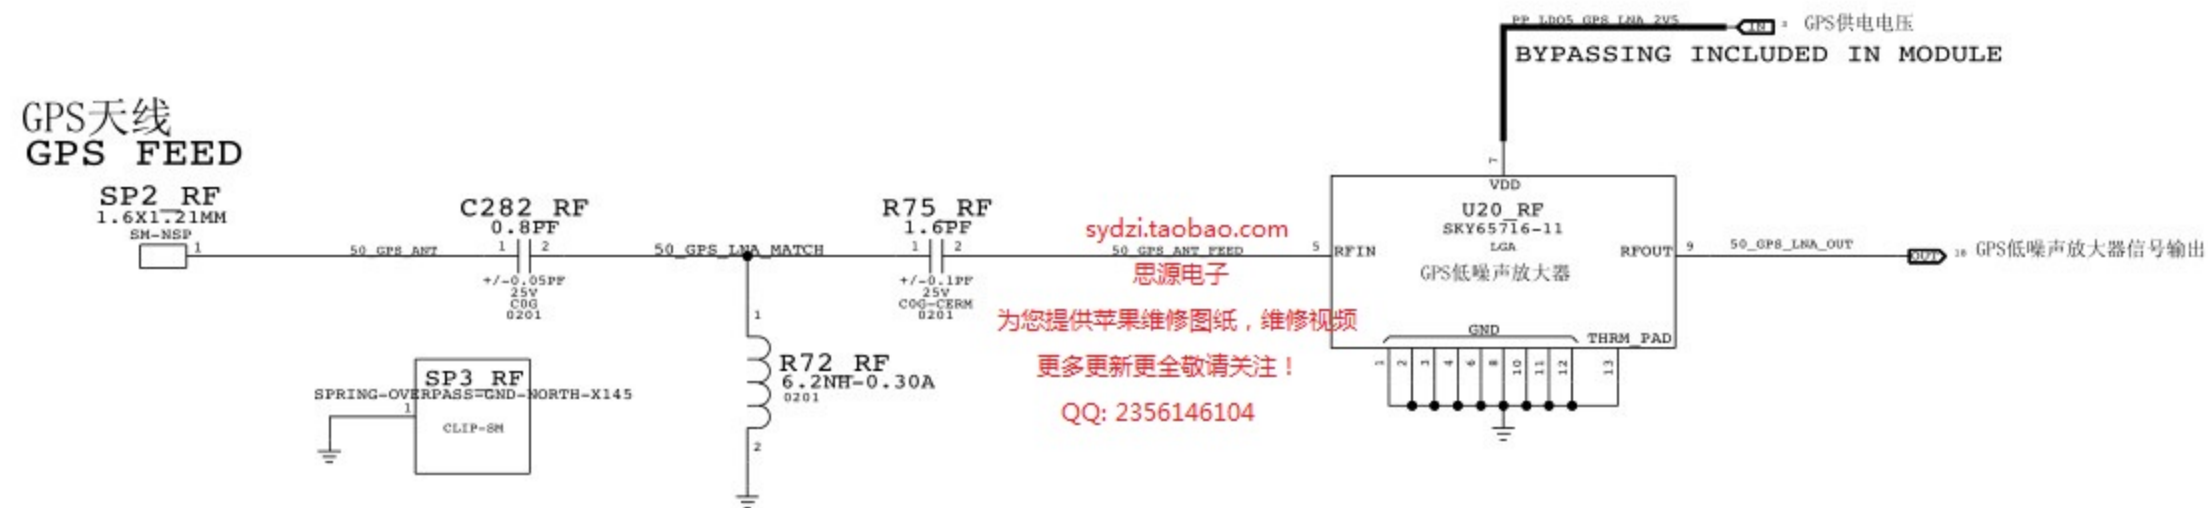 PP_LDO5_GPS_LNA_2V5
IN
3
GPS供电电压
BYPASSING INCLUDED IN MODULE
GPS天线
GPS FEED
SP2_RF
1.6X1.21MM
SM-NSP
1
50_GPS_ANT
C282_RF
0.8PF
1
2
+/-0.05PF
25V
C0G
0201
50_GPS_LNA_MATCH
R75_RF
1.6PF
1
2
+/-0.1PF
25V
C0G-CERM
0201
50_GPS_ANT_FEED
5
RFIN
7
VDD
U20_RF
SKY65716-11
LGA
GPS低噪声放大器
RFOUT
9
50_GPS_LNA_OUT
OUT
10
GPS低噪声放大器信号输出
GND
THRM_PAD
1
2
3
4
6
8
10
11
12
13
1
R72_RF
6.2NH-0.30A
0201
2
SP3_RF
SPRING-OVERPASS-GND-NORTH-X145
1
CLIP-SM
sydzi.taobao.com
思源电子
为您提供苹果维修图纸，维修视频
更多更新更全敬请关注！
QQ: 2356146104